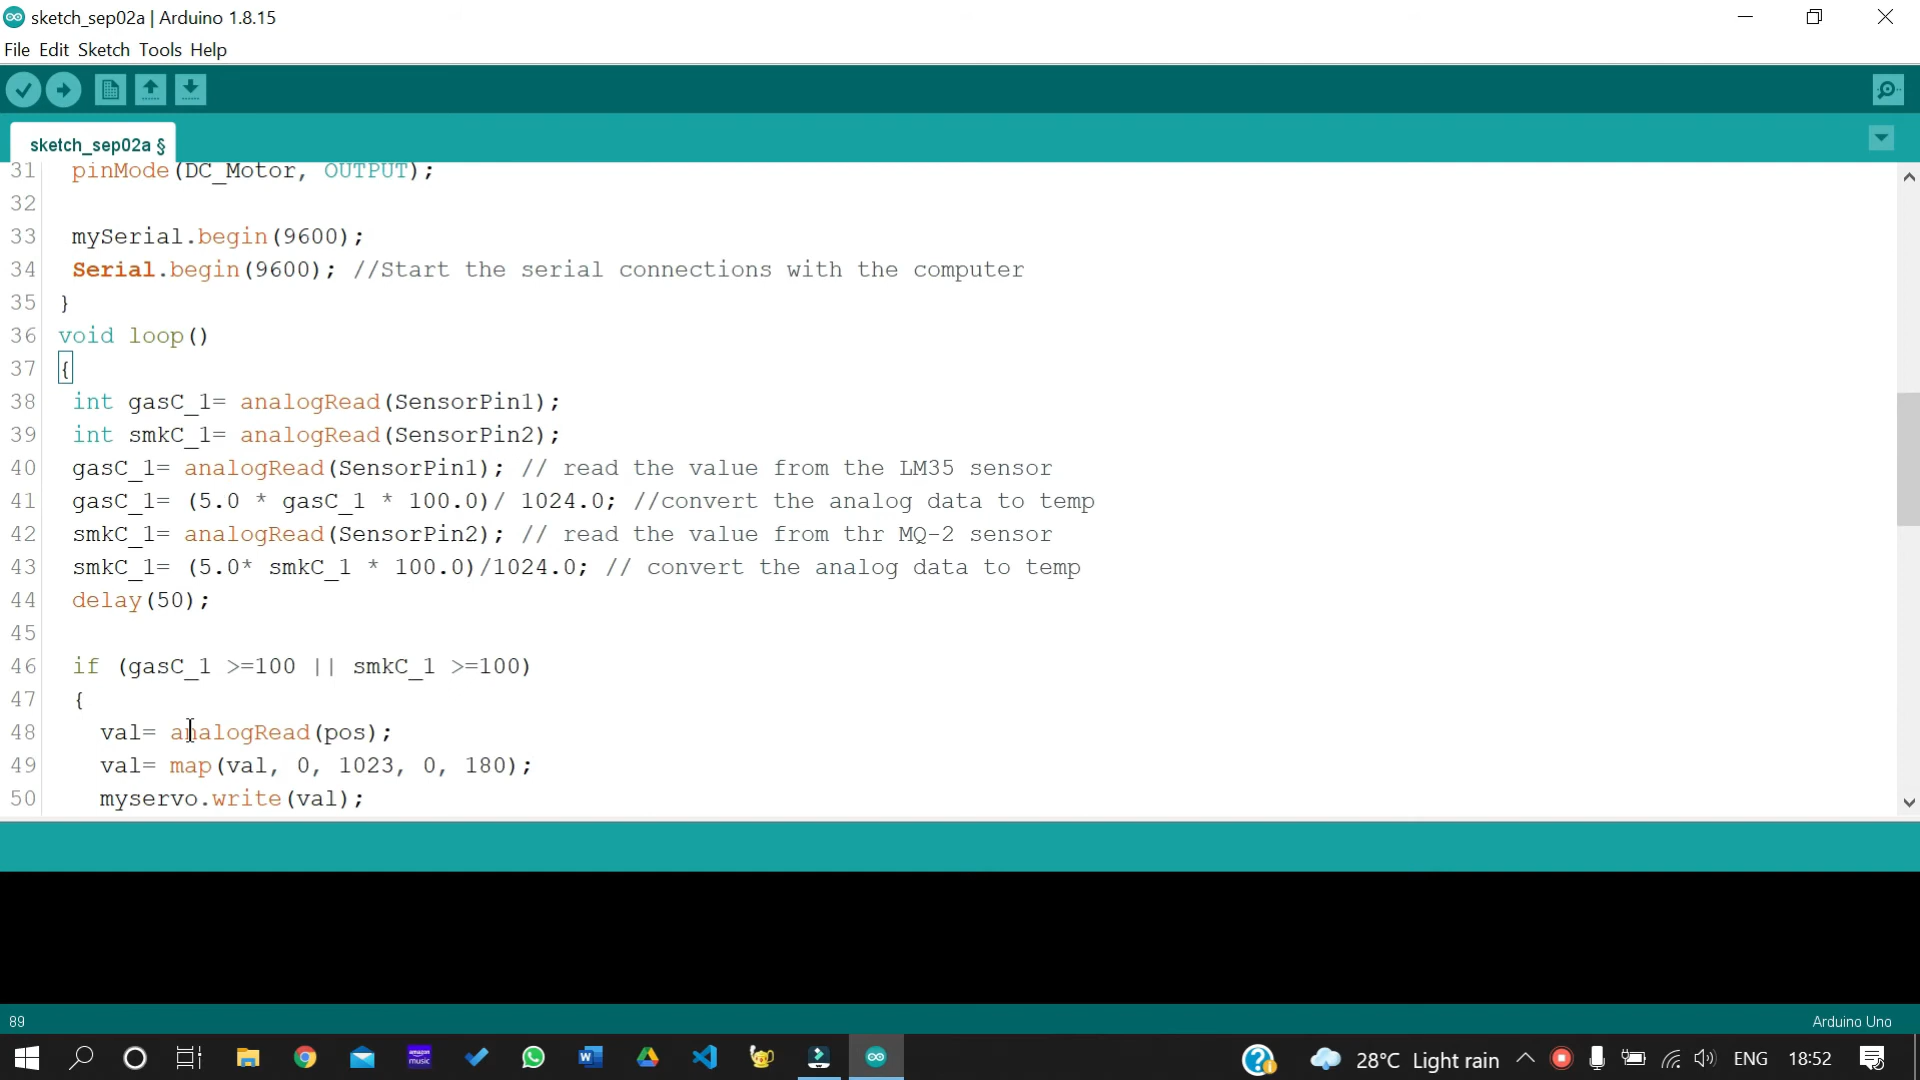 sketch_sep02a | Arduino 1.8.15
File Edit Sketch Tools Help
sketch_sep02a §
31 pinMode(DC_Motor, OUTPUT);
32
33 mySerial.begin(9600);
34 Serial.begin(9600); //Start the serial connections with the computer
35 }
36 void loop()
37 {
38 int gasC_1= analogRead(SensorPin1);
39 int smkC_1= analogRead(SensorPin2);
40 gasC_1= analogRead(SensorPin1); // read the value from the LM35 sensor
41 gasC_1= (5.0 * gasC_1 * 100.0)/ 1024.0; //convert the analog data to temp
42 smkC_1= analogRead(SensorPin2); // read the value from thr MQ-2 sensor
43 smkC_1= (5.0* smkC_1 * 100.0)/1024.0; // convert the analog data to temp
44 delay(50);
45
46 if (gasC_1 >=100 || smkC_1 >=100)
47 {
48 val= analogRead(pos);
49 val= map(val, 0, 1023, 0, 180);
50 myservo.write(val);
89
Arduino Uno
amazon music
28°C Light rain
ENG
18:52